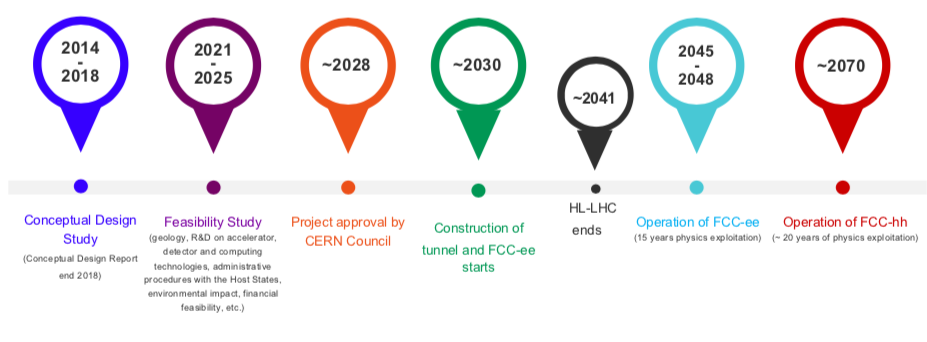 2014
-
2018
2021
-
2025
~2028
~2030
~2041
2045
-
2048
~2070
Conceptual Design
Study
(Conceptual Design Report
end 2018)
Feasibility Study
(geology, R&D on accelerator,
detector and computing
technologies, administrative
procedures with the Host States,
environmental impact, financial
feasibility, etc.)
Project approval by
CERN Council
Construction of
tunnel and FCC-ee
starts
HL-LHC
ends
Operation of FCC-ee
(15 years physics exploitation)
Operation of FCC-hh
(~ 20 years of physics exploitation)